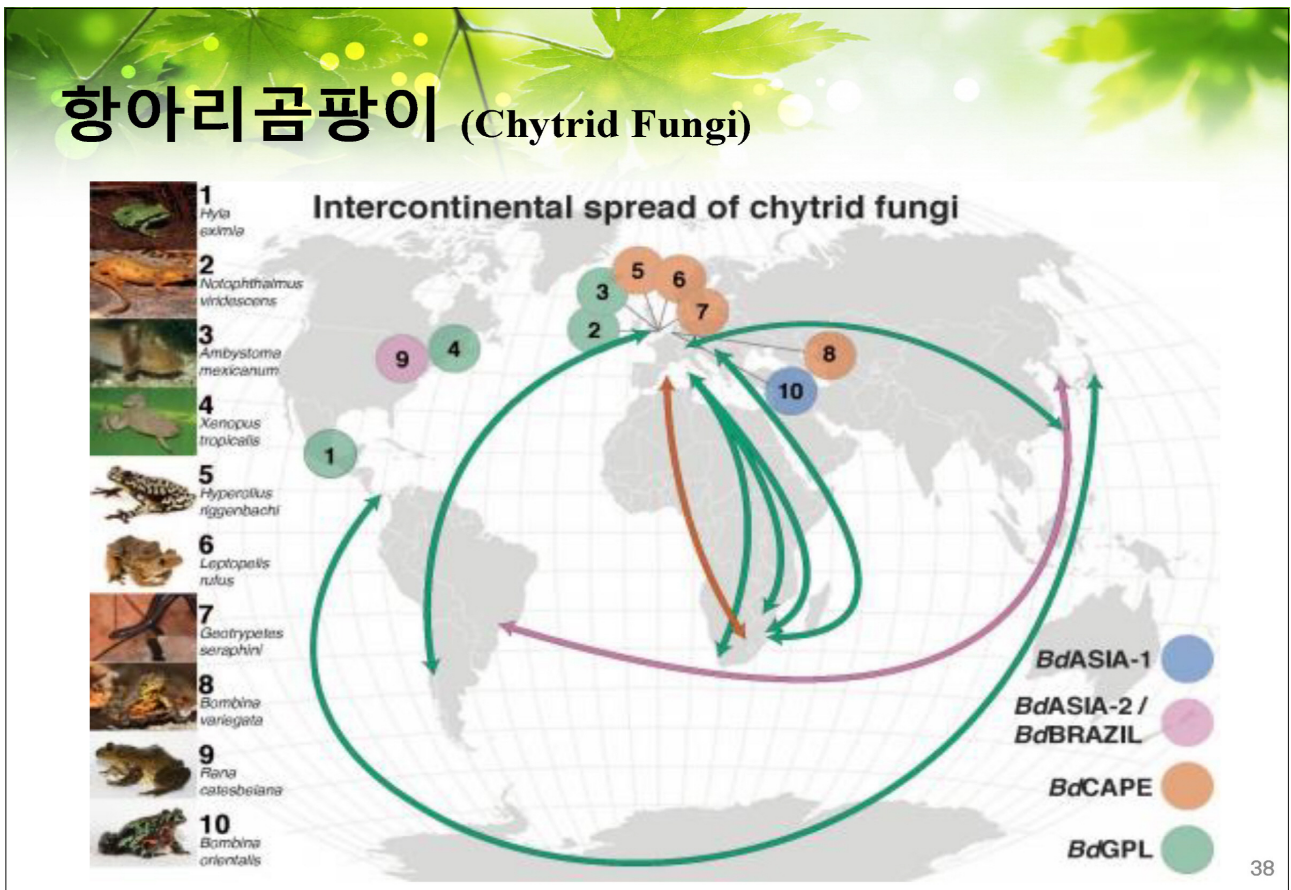 항아리곰팡이 (Chytrid Fungi)
Intercontinental spread of chytrid fungi
1
Hyla
eximia
2
Notophthalmus
viridescens
3
Ambystoma
mexicanum
4
Xenopus
tropicalis
5
Hyperolius
riggenbachi
6
Leptopelis
rufus
7
Geotrypetes
seraphini
8
Bombina
variegata
9
Rana
catesbeiana
10
Bombina
orientalis
5
6
3
7
2
8
9
4
10
1
BdASIA-1
BdASIA-2 /
BdBRAZIL
BdCAPE
BdGPL
38